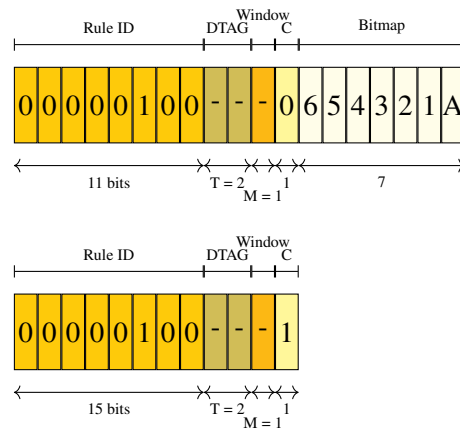 Window
Rule ID DTAG C Bitmap
0 0 0 0 0 1 0 0 - - - 0 6 5 4 3 2 1 A
11 bits T = 2 1 7
M = 1
Window
Rule ID DTAG C
0 0 0 0 0 1 0 0 - - - 1
15 bits T = 2 1
M = 1